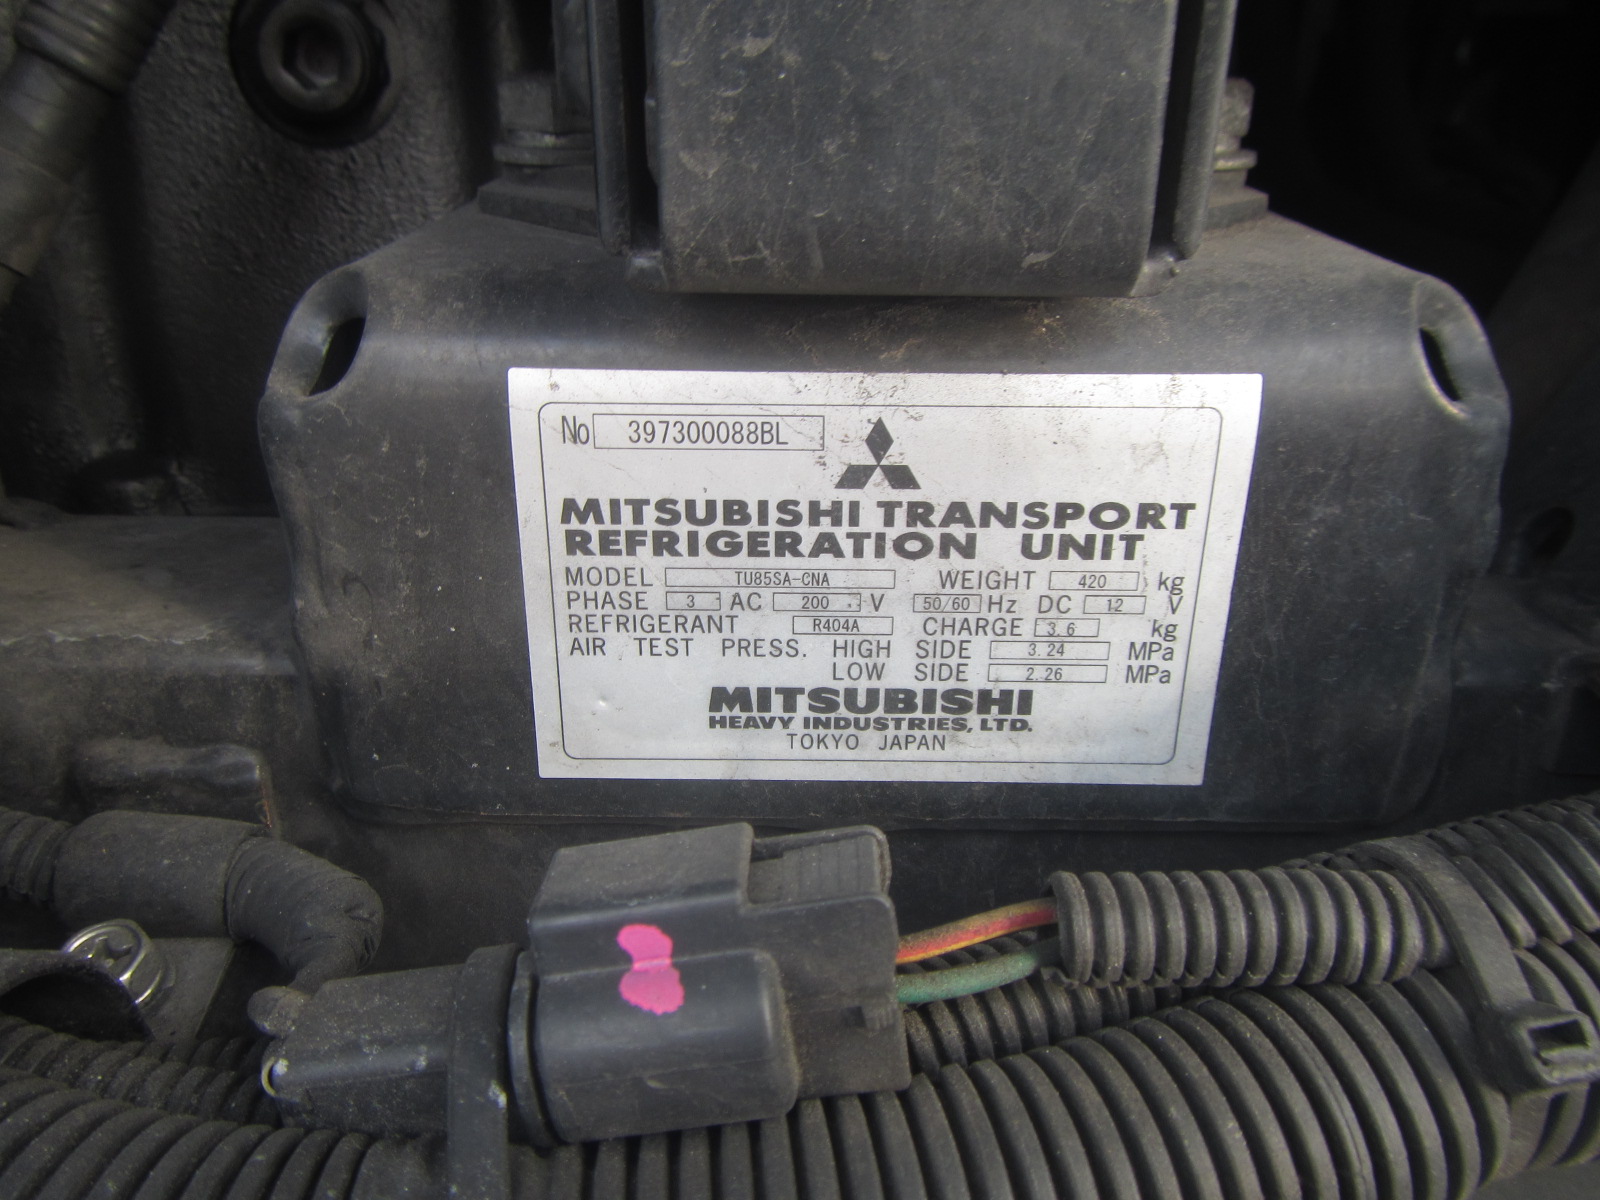 No 397300088BL
MITSUBISHI TRANSPORT
REFRIGERATION UNIT
MODEL TU85SA-CNA WEIGHT 420 kg
PHASE 3 AC 200 V 50/60 Hz DC 12 V
REFRIGERANT R404A CHARGE 3.6 kg
AIR TEST PRESS. HIGH SIDE 3.24 MPa
LOW SIDE 2.26 MPa
MITSUBISHI
HEAVY INDUSTRIES, LTD.
TOKYO JAPAN